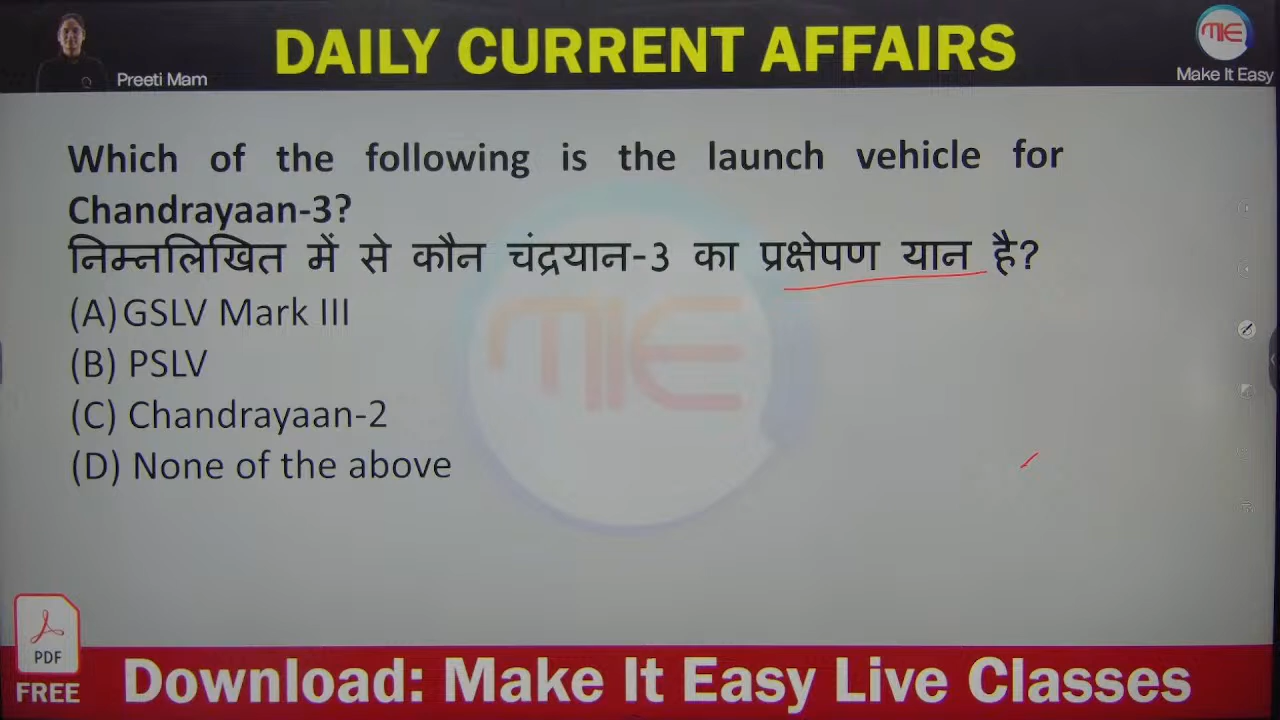 DAILY CURRENT AFFAIRS
Preeti Mam
MIE
Make It Easy
Which of the following is the launch vehicle for
Chandrayaan-3?
निम्नलिखित में से कौन चंद्रयान-3 का प्रक्षेपण यान है?
(A) GSLV Mark III
(B) PSLV
(C) Chandrayaan-2
(D) None of the above
MIE
PDF
FREE
Download: Make It Easy Live Classes